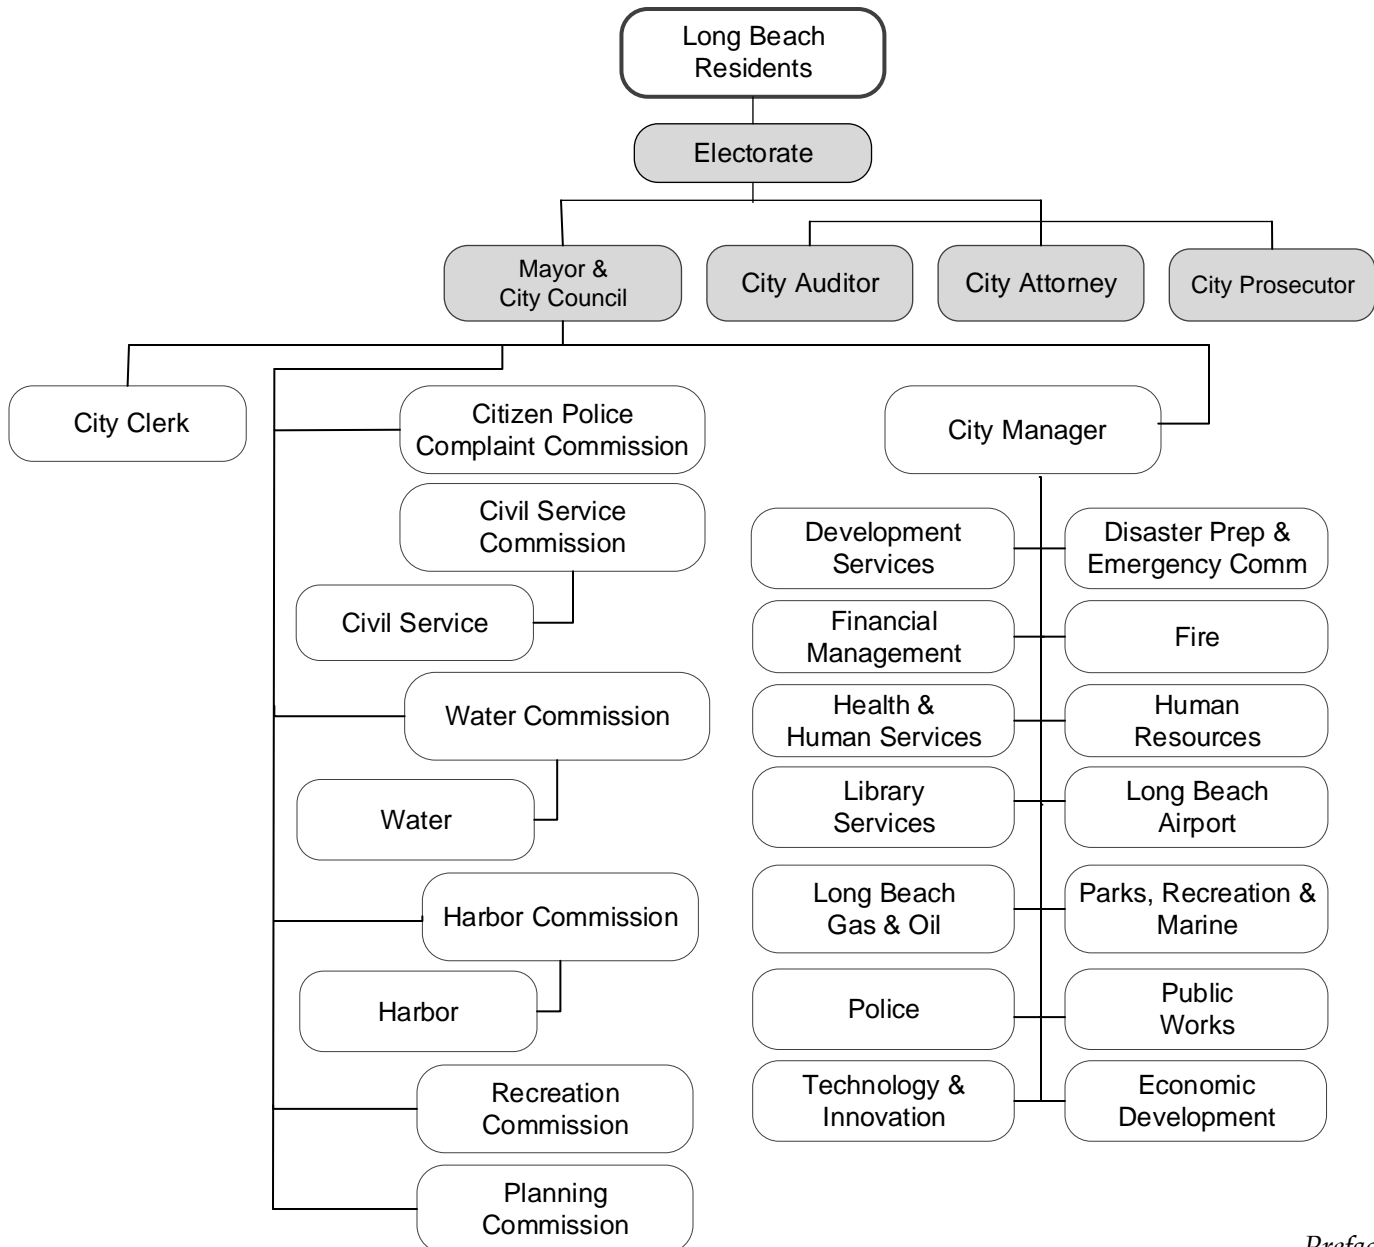 Long Beach
Residents
Electorate
Mayor &
City Council
City Auditor
City Attorney
City Prosecutor
City Clerk
Citizen Police
Complaint Commission
Civil Service
Commission
Civil Service
Water Commission
Water
Harbor Commission
Harbor
Recreation
Commission
Planning
Commission
City Manager
Development
Services
Disaster Prep &
Emergency Comm
Financial
Management
Fire
Health &
Human Services
Human
Resources
Library
Services
Long Beach
Airport
Long Beach
Gas & Oil
Parks, Recreation &
Marine
Police
Public
Works
Technology &
Innovation
Economic
Development